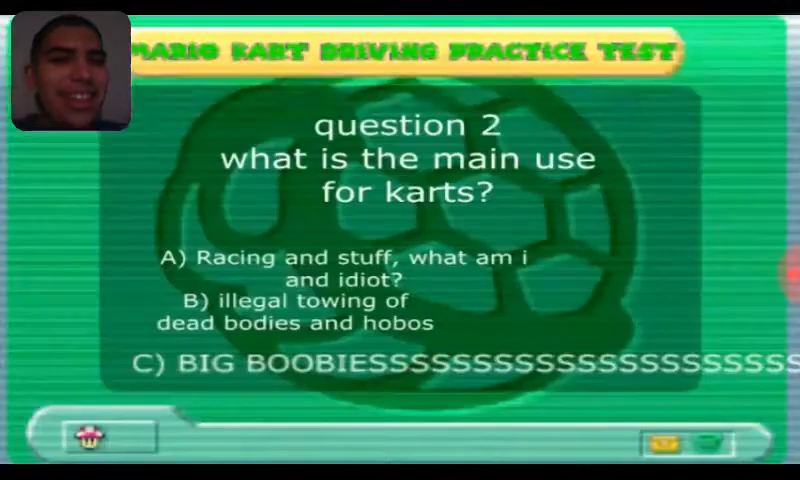 MARIO KART DRIVING PRACTICE TEST
question 2
what is the main use
for karts?
A) Racing and stuff, what am i
and idiot?
B) illegal towing of
dead bodies and hobos
C) BIG BOOBIESSSSSSSSSSSSSSSSSSSSSS